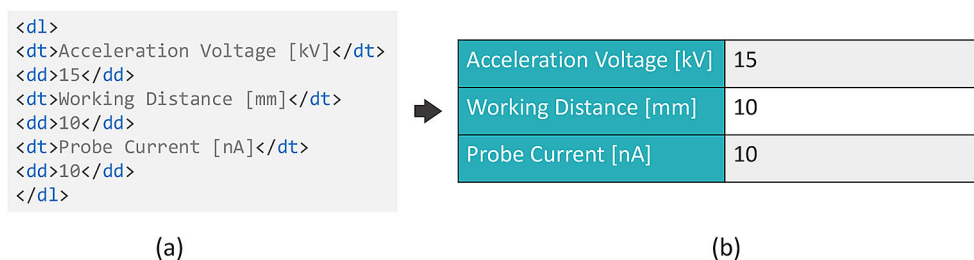 <dl>
<dt>Acceleration Voltage [kV]</dt>
<dd>15</dd>
<dt>Working Distance [mm]</dt>
<dd>10</dd>
<dt>Probe Current [nA]</dt>
<dd>10</dd>
</dl>
(a)
Acceleration Voltage [kV] 15
Working Distance [mm] 10
Probe Current [nA] 10
(b)